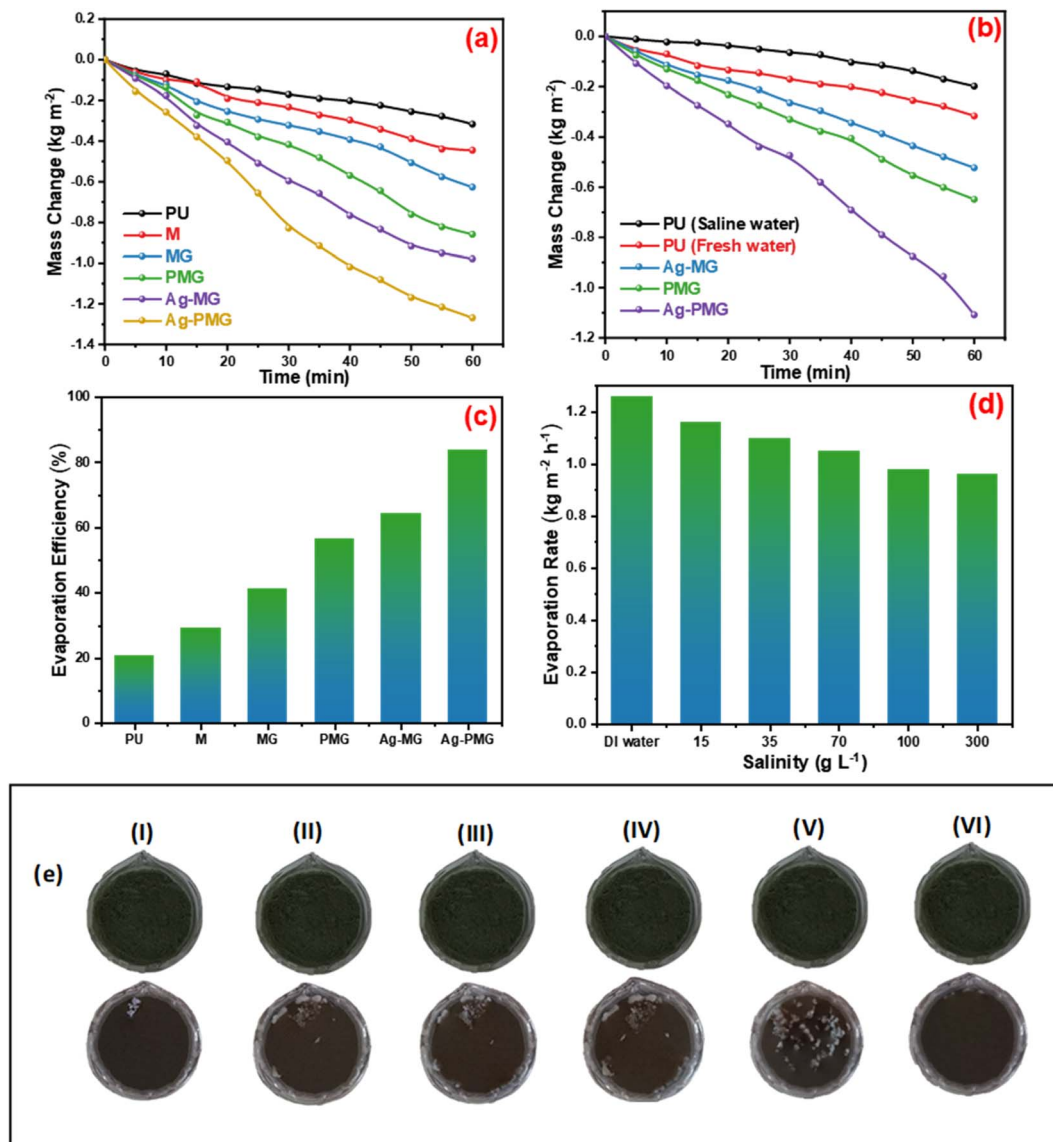 (a)
Mass Change (kg m⁻²)
0.2
0.0
-0.2
-0.4
-0.6
-0.8
-1.0
-1.2
-1.4
PU
M
MG
PMG
Ag-MG
Ag-PMG
0 10 20 30 40 50 60
Time (min)
(b)
Mass Change (kg m⁻²)
0.0
-0.2
-0.4
-0.6
-0.8
-1.0
-1.2
PU (Saline water)
PU (Fresh water)
Ag-MG
PMG
Ag-PMG
0 10 20 30 40 50 60
Time (min)
(c)
Evaporation Efficiency (%)
100
80
60
40
20
0
PU M MG PMG Ag-MG Ag-PMG
(d)
Evaporation Rate (kg m⁻² h⁻¹)
1.2
1.0
0.8
0.6
0.4
0.2
0.0
DI water 15 35 70 100 300
Salinity (g L⁻¹)
(e)
(I) (II) (III) (IV) (V) (VI)